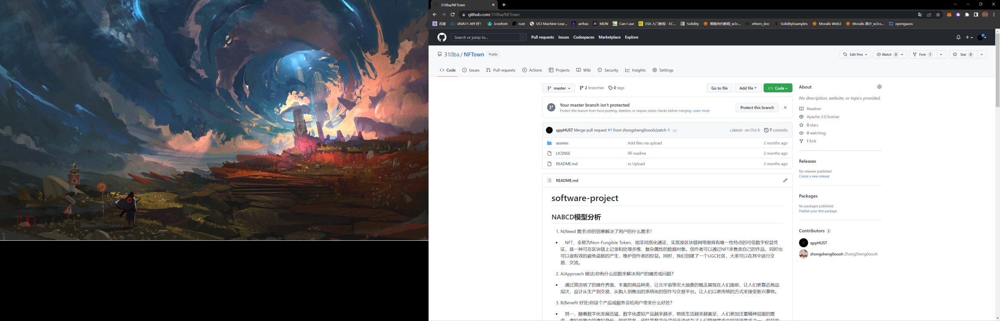 310ba/NFTown
github.com/310ba/NFTown
百度 JAVA11 API 好! iconfont rust UCI Machine Lear... arthas MDN Can I use ES6 入门教程 - EC... Solidity 智能合约教程_w3c... ethers_doc SolidityExamples Moralis Web3 Moralis 简介_w3cs... opengauss
Search or jump to... / Pull requests Issues Codespaces Marketplace Explore
310ba / NFTown Public Edit Pins Watch 0 Fork 1 Star 0
Code Issues Pull requests Actions Projects Wiki Security Insights Settings
master 2 branches 0 tags Go to file Add file Code
Your master branch isn't protected
Protect this branch from force pushing, deletion, or require status checks before merging. Learn more
Protect this branch
qppHUST Merge pull request #1 from zhongsheng0oooh/patch-1 ... c388103 on Oct 6 7 commits
assetes Add files via upload 2 months ago
LICENSE fill readme 2 months ago
README.md zs Upload 2 months ago
README.md
software-project
NABCD模型分析
1. N(Need 需求)你的创意解决了用户的什么需求?
NFT，全称为Non-Fungible Token，指非同质化通证，实质是区块链网络里具有唯一性特点的可信数字权益凭
证，是一种可在区块链上记录和处理多维、复杂属性的数据对象。创作者可以通过NFT来售卖自己的作品，同时也
可以很有效的避免盗版的产生，维护创作者的权益。同时，我们创建了一个UGC社区，大家可以在其中进行交
易、交流。
2. A(Approach 做法)你有什么招数来解决用户的痛苦或问题？
通过简洁明了的操作界面，丰富的商品种类，让元宇宙等宏大抽象的概念展现在人们面前，让人们更靠近商品
层次，设计从生产到交易，从购入到售出的系统化的创作与交易平台。让人们以更传统的方式来接受新兴事物。
3. B(Benefit 好处)你这个产品或服务会给用户带来什么好处？
其一，随着数字化发展迅猛，数字化虚拟产品越来越多，物质生活越来越富足，人们更加注重精神层面的需
About
No description, website, or topics provided.
Readme
Apache-2.0 license
0 stars
0 watching
1 fork
Releases
No releases published
Create a new release
Packages
No packages published
Publish your first package
Contributors 2
qppHUST
zhongsheng0oooh ZhongSheng0oooh